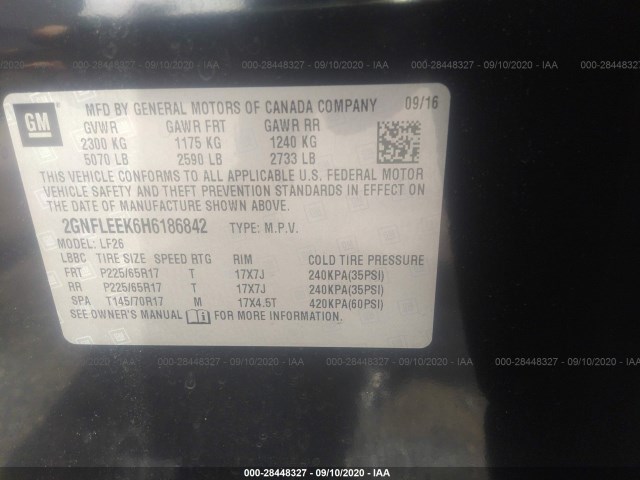 000-28448327 - 09/10/2020 - IAA
GM
MFD BY GENERAL MOTORS OF CANADA COMPANY 09/16
GVWR GAWR FRT GAWR RR
2300 KG 1175 KG 1240 KG
5070 LB 2590 LB 2733 LB
THIS VEHICLE CONFORMS TO ALL APPLICABLE U.S. FEDERAL MOTOR
VEHICLE SAFETY AND THEFT PREVENTION STANDARDS IN EFFECT ON
THE DATE OF MANUFACTURE SHOWN ABOVE.
2GNFLEEK6H6186842 TYPE: M.P.V.
MODEL: LF26
LBBC TIRE SIZE SPEED RTG RIM COLD TIRE PRESSURE
FRT P225/65R17 T 17X7J 240KPA(35PSI)
RR P225/65R17 T 17X7J 240KPA(35PSI)
SPA T145/70R17 M 17X4.5T 420KPA(60PSI)
SEE OWNER'S MANUAL FOR MORE INFORMATION.
000-28448327 - 09/10/2020 - IAA